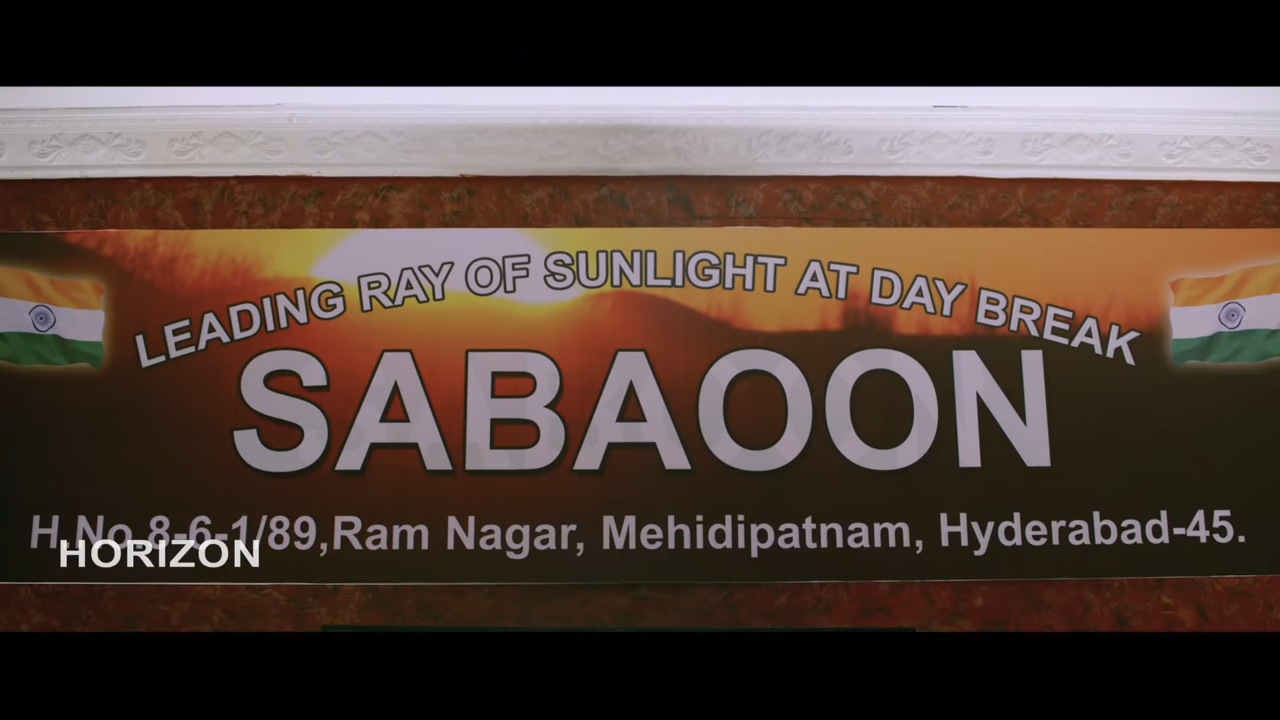 LEADING RAY OF SUNLIGHT AT DAY BREAK
SABAOON
H.No.8-6-1/89,Ram Nagar, Mehidipatnam, Hyderabad-45.
HORIZON